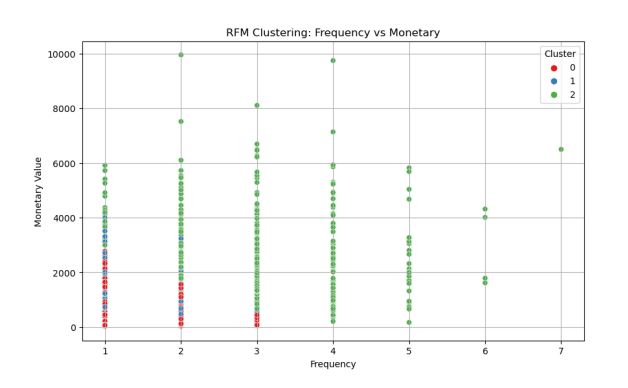 RFM Clustering: Frequency vs Monetary
Cluster
0
1
2
10000
8000
6000
4000
2000
0
Monetary Value
1 2 3 4 5 6 7
Frequency